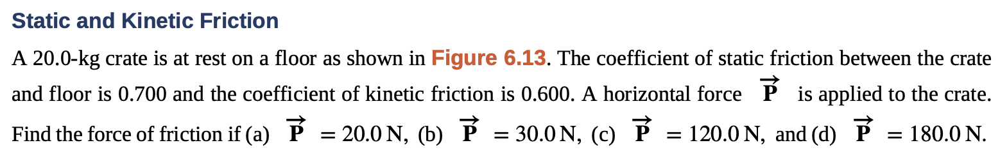 Static and Kinetic Friction
A 20.0-kg crate is at rest on a floor as shown in Figure 6.13. The coefficient of static friction between the crate
and floor is 0.700 and the coefficient of kinetic friction is 0.600. A horizontal force P⃗ is applied to the crate.
Find the force of friction if (a) P⃗ = 20.0 N, (b) P⃗ = 30.0 N, (c) P⃗ = 120.0 N, and (d) P⃗ = 180.0 N.